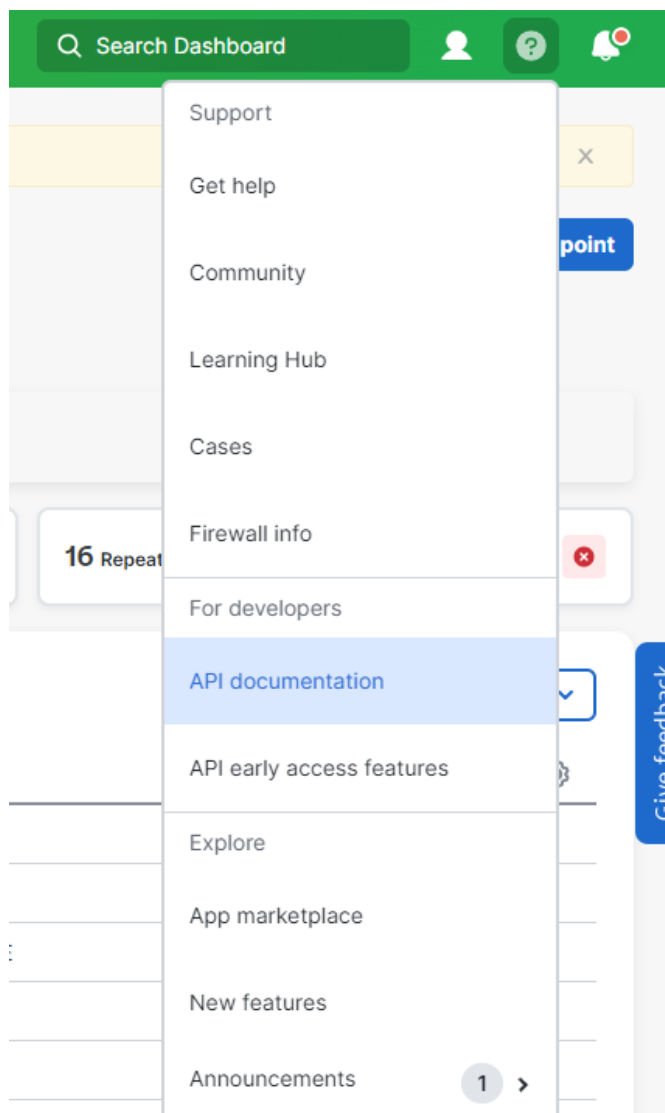 Search Dashboard
Support
Get help
point
Community
Learning Hub
Cases
Firewall info
16 Repeat
For developers
API documentation
Give feedback
API early access features
Explore
App marketplace
E
New features
Announcements
1